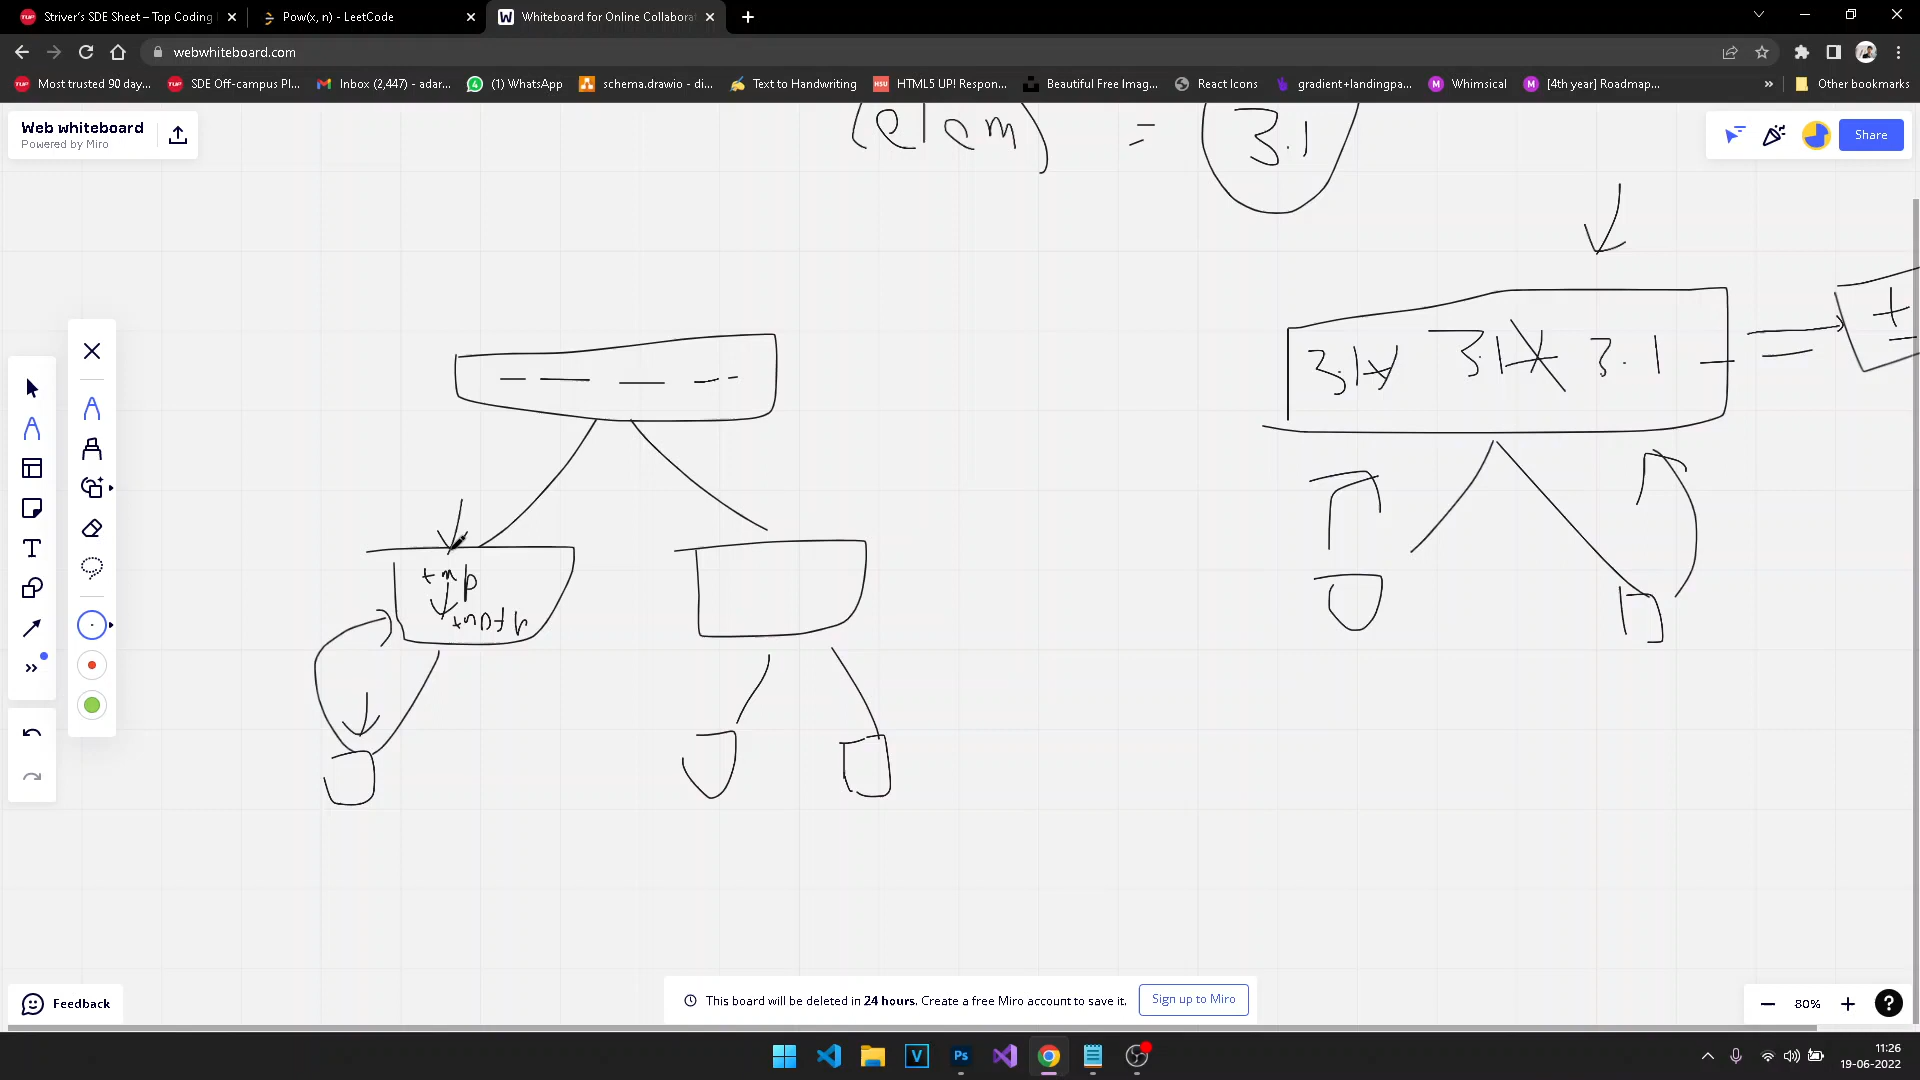 Striver's SDE Sheet – Top Coding
Pow(x, n) - LeetCode
Whiteboard for Online Collabora
webwhiteboard.com
Most trusted 90 day...
SDE Off-campus Pl...
Inbox (2,447) - adar...
(1) WhatsApp
schema.drawio - di...
Text to Handwriting
HTML5 UP! Respon...
Beautiful Free Imag...
React Icons
gradient+landingpa...
Whimsical
[4th year] Roadmap...
»
Other bookmarks
Web whiteboard
Powered by Miro
Share
(elem) = 3.1
3.1x 3.1x 3.1
tmp
Feedback
This board will be deleted in 24 hours. Create a free Miro account to save it.
Sign up to Miro
80%
11:26
19-06-2022